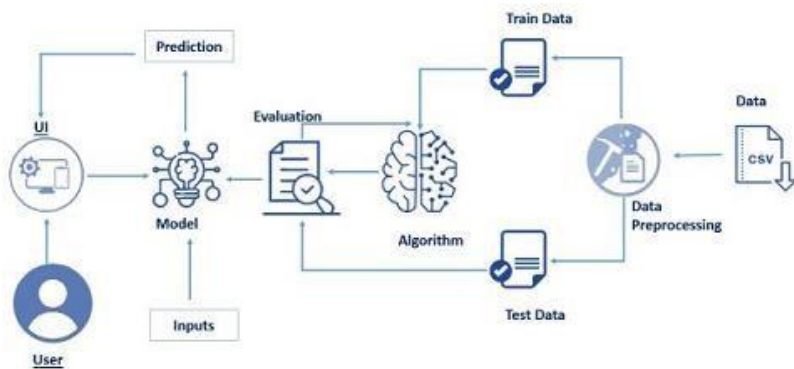 Train Data
Prediction
Evaluation
Data
UI
CSV
Model
Algorithm
Data
Preprocessing
Inputs
Test Data
User